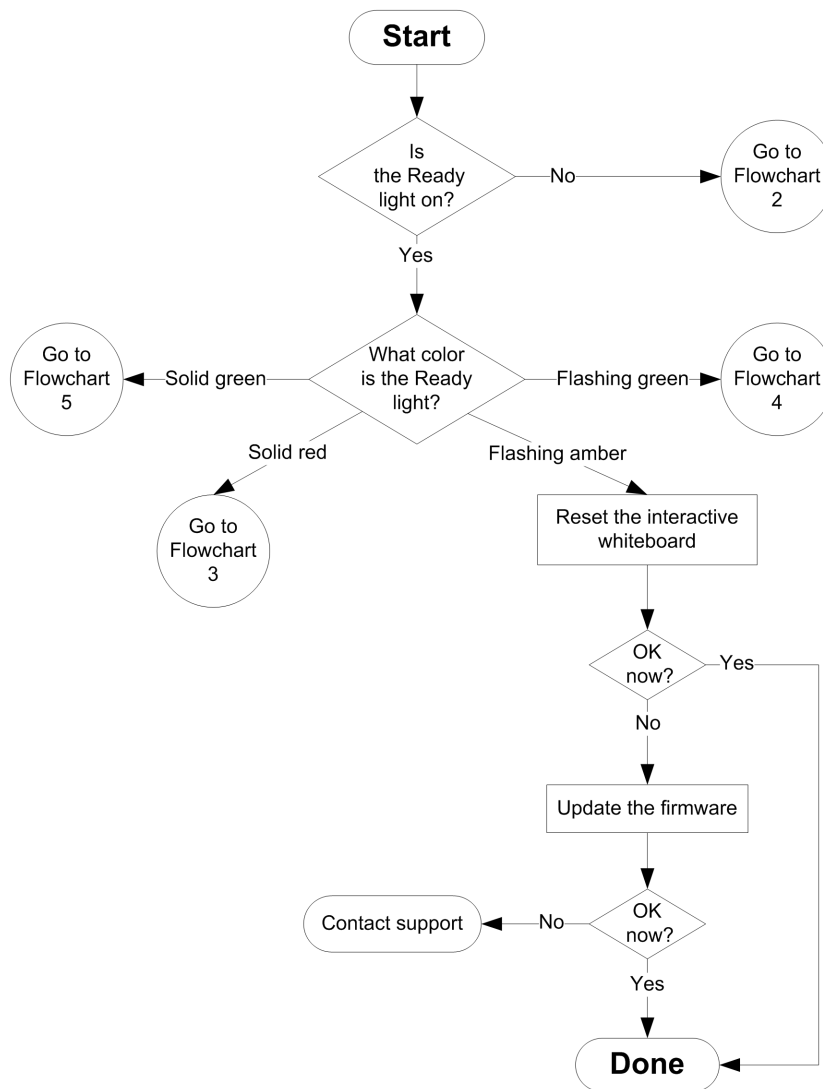 Start
Is
the Ready
light on?
No
Go to
Flowchart
2
Yes
Go to
Flowchart
5
Solid green
What color
is the Ready
light?
Flashing green
Go to
Flowchart
4
Solid red
Flashing amber
Go to
Flowchart
3
Reset the interactive
whiteboard
OK
now?
Yes
No
Update the firmware
Contact support
No
OK
now?
Yes
Done